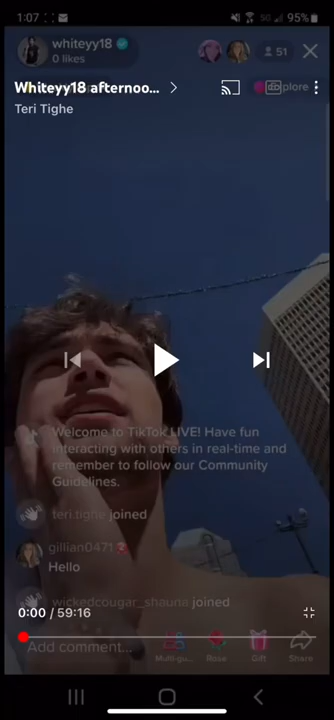 1:07
5G
95%
whiteyy18
0 likes
51
Whiteyy18 afternoo...
plore
Teri Tighe
Welcome to TikTok LIVE! Have fun
interacting with others in real-time and
remember to follow our Community
Guidelines.
teri.tighe joined
gillian0471
Hello
wickedcougar_shauna joined
0:00 / 59:16
Add comment...
Multi-gu...
Rose
Gift
Share